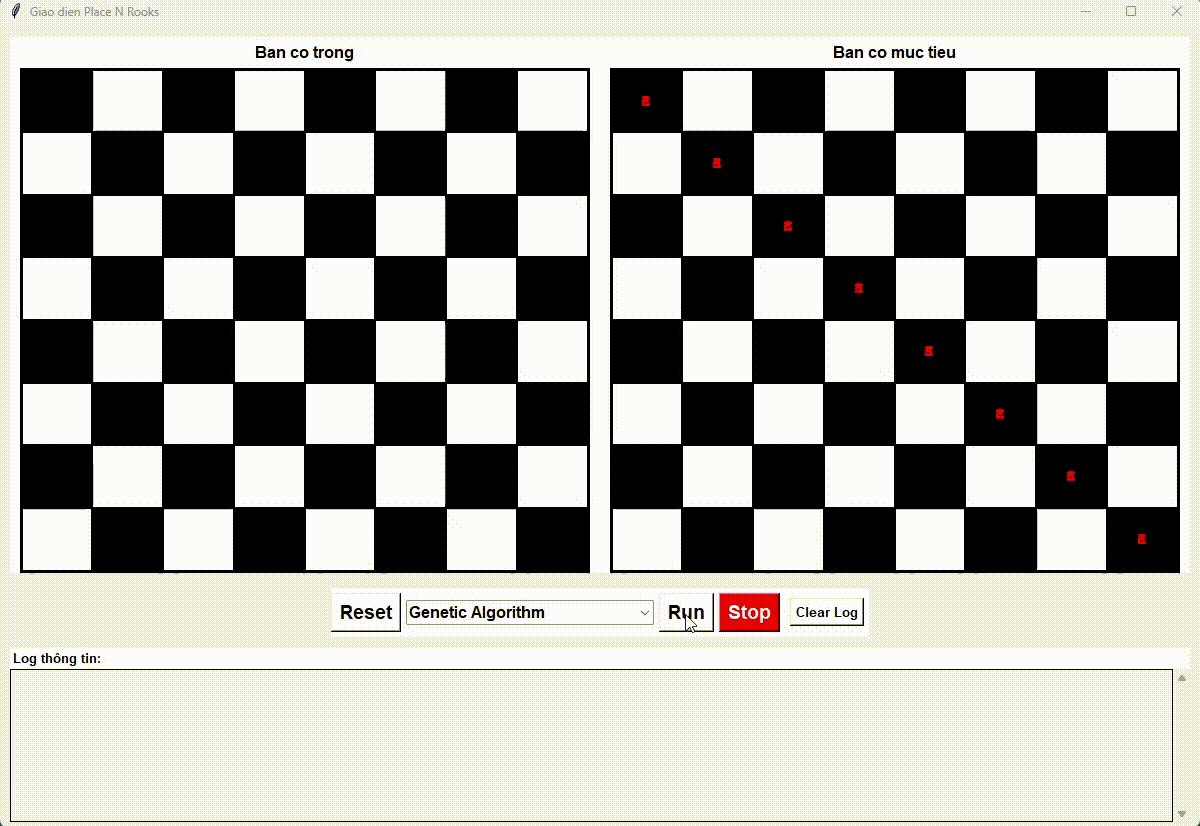 Giao dien Place N Rooks
Ban co trong
Ban co muc tieu
Reset
Genetic Algorithm
Run
Stop
Clear Log
Log thông tin: